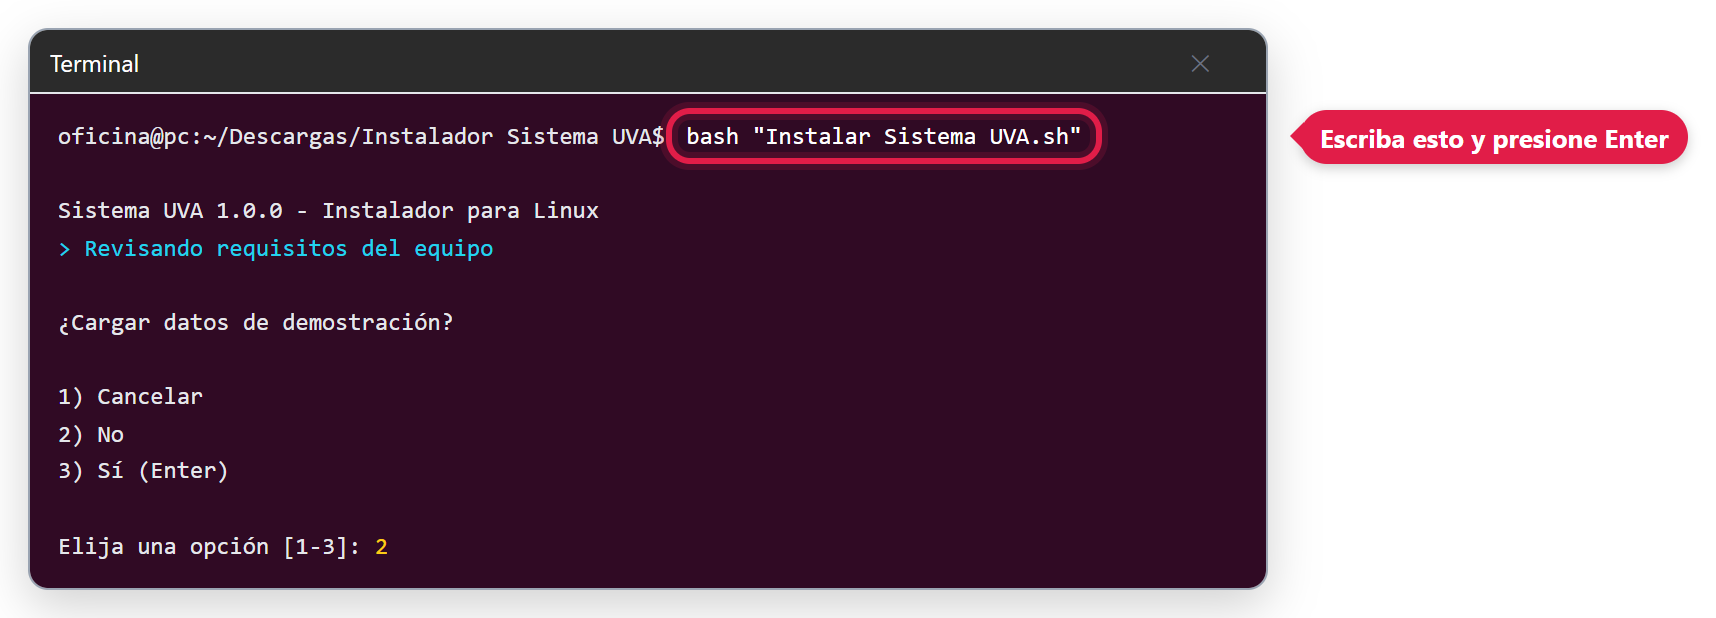 Terminal
oficina@pc:~/Descargas/Instalador Sistema UVA$ bash "Instalar Sistema UVA.sh"
Escriba esto y presione Enter
Sistema UVA 1.0.0 - Instalador para Linux
> Revisando requisitos del equipo
¿Cargar datos de demostración?
1) Cancelar
2) No
3) Sí (Enter)
Elija una opción [1-3]: 2